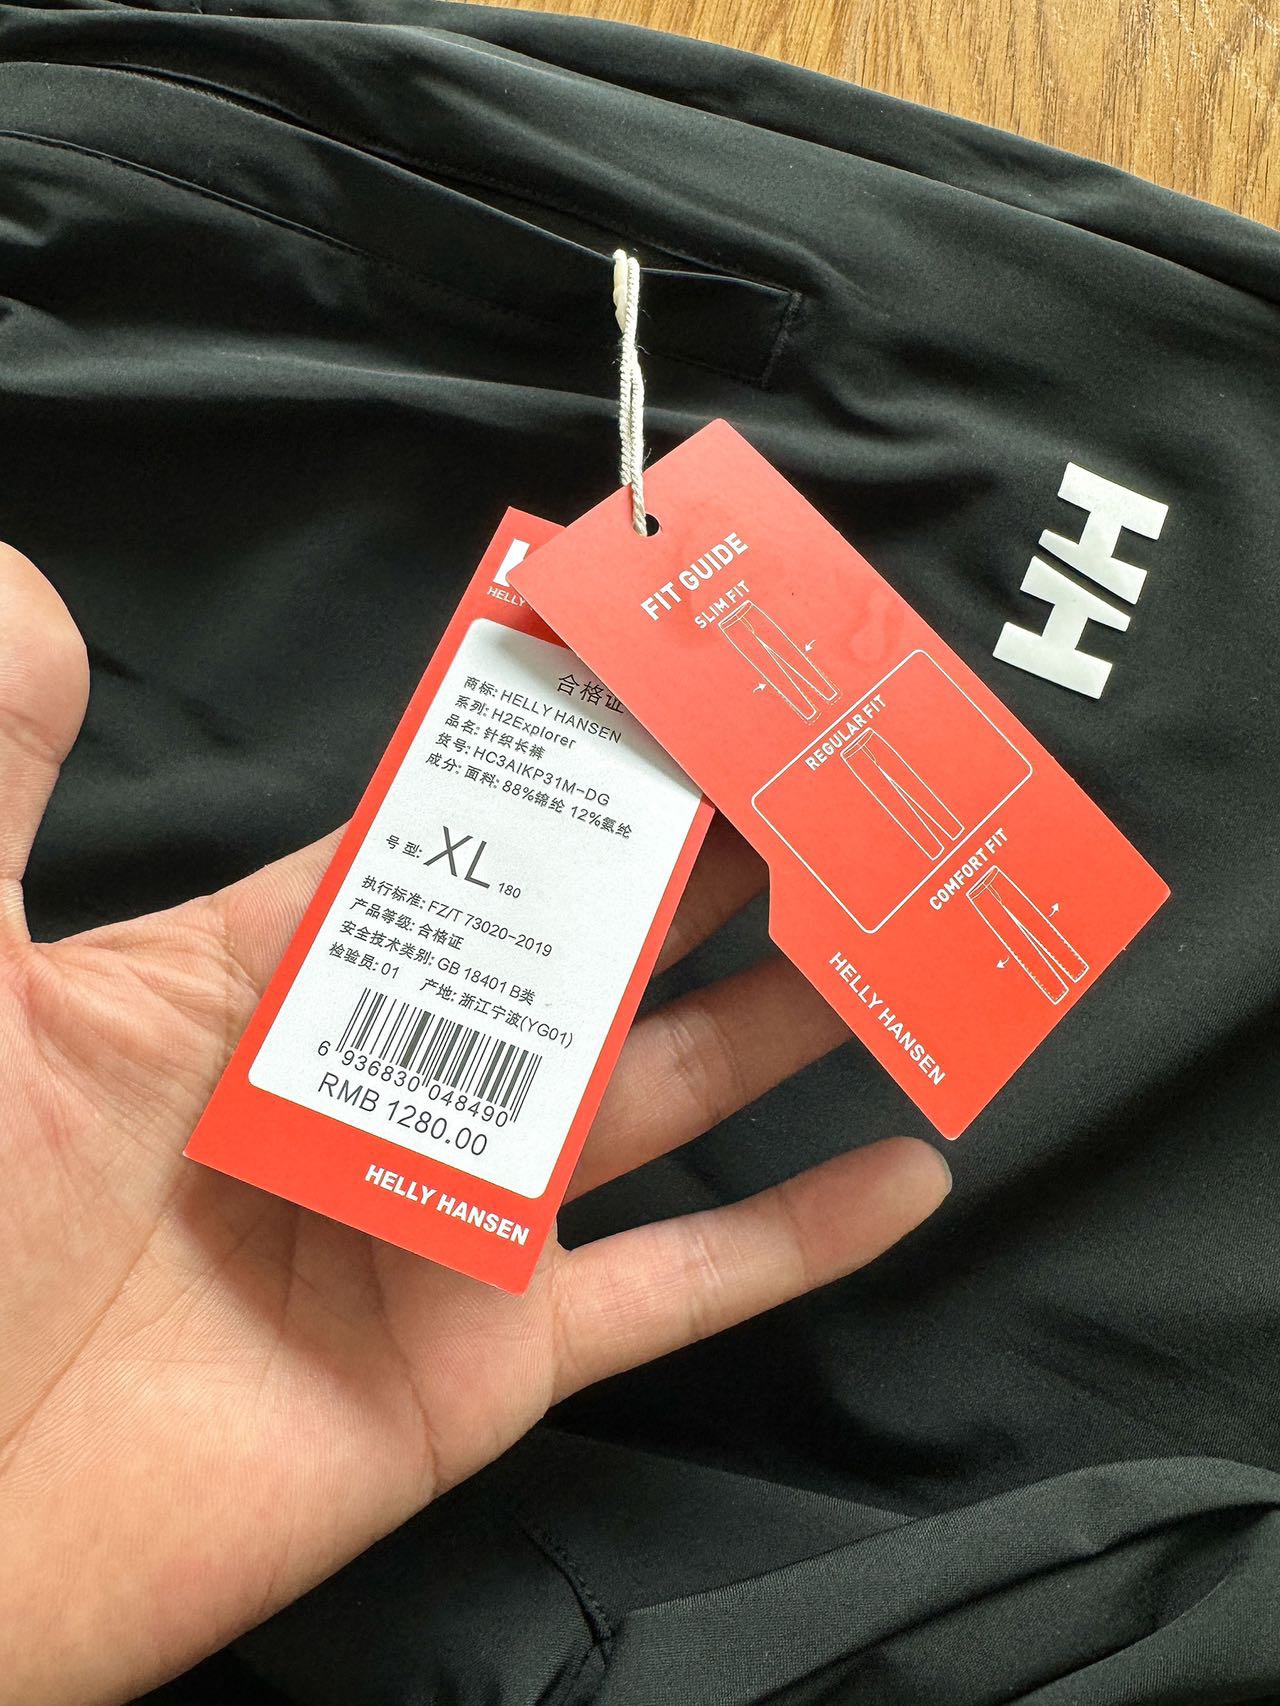 HELLY
合格证
商标: HELLY HANSEN
系列: H2Explorer
品名: 针织长裤
货号: HC3AIKP31M-DG
成分: 面料: 88%锦纶 12%氨纶
号型: XL 180
执行标准: FZ/T 73020-2019
产品等级: 合格证
安全技术类别: GB 18401 B类
检验员: 01 产地: 浙江宁波(YG01)
6 936830 048490
RMB 1280.00
HELLY HANSEN
FIT GUIDE
SLIM FIT
REGULAR FIT
COMFORT FIT
HELLY HANSEN
HH